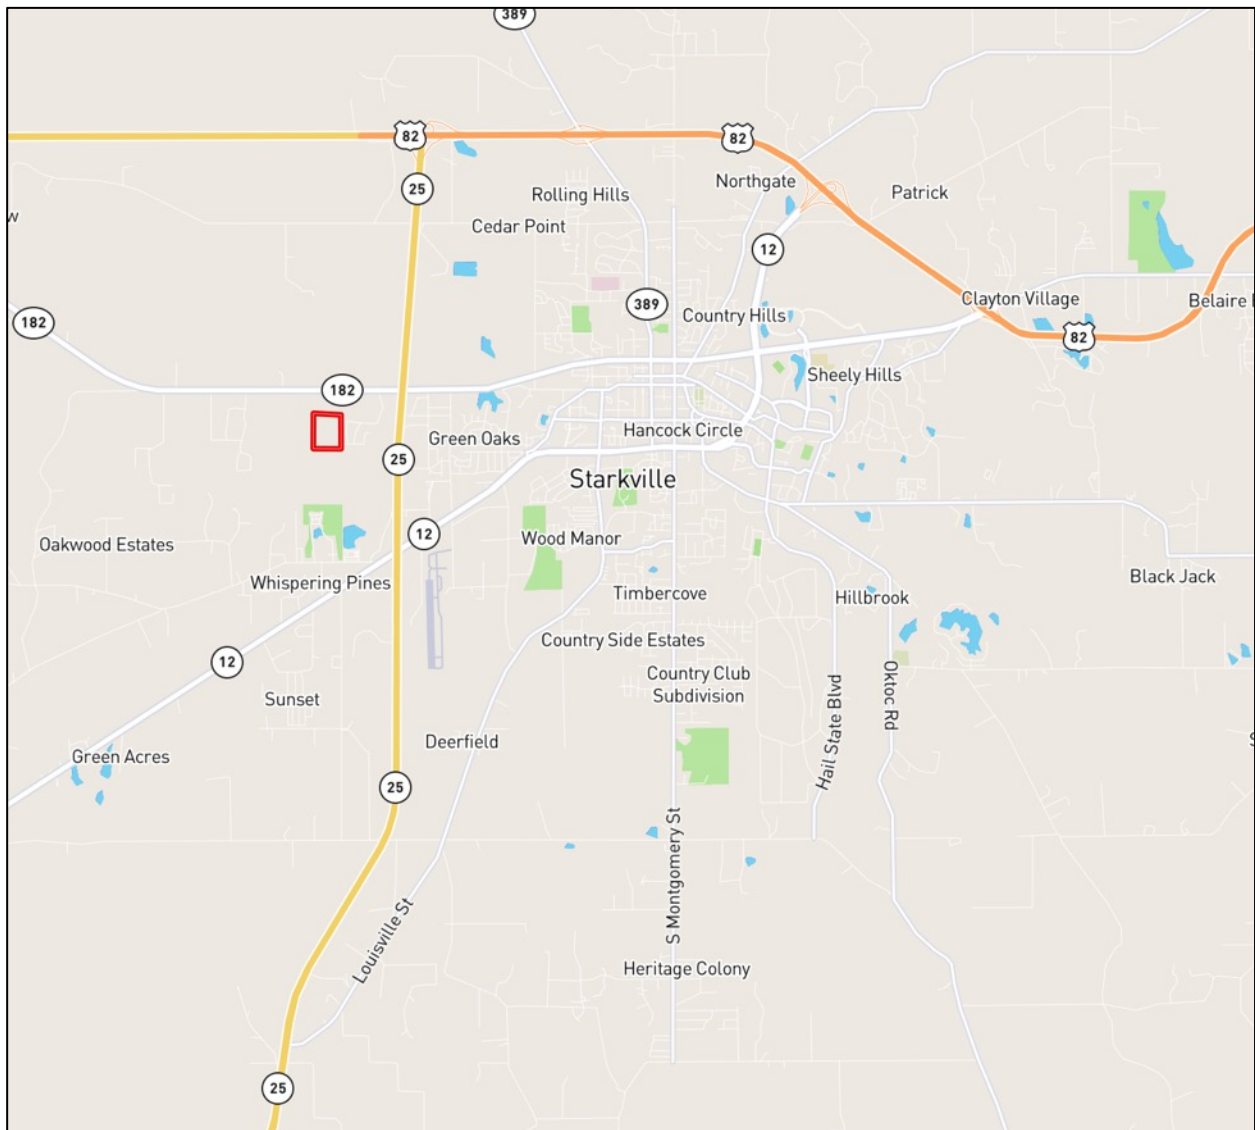 389
82
82
Northgate
Patrick
25
Rolling Hills
w
Cedar Point
12
Clayton Village
Belaire
389
Country Hills
182
82
Sheely Hills
182
Hancock Circle
Green Oaks
25
Starkville
12
Wood Manor
Oakwood Estates
Whispering Pines
Black Jack
Timbercove
Hillbrook
Country Side Estates
12
Country Club
Subdivision
Sunset
Hail State Blvd
Oktoc Rd
Deerfield
Green Acres
25
S Montgomery St
Louisville St
Heritage Colony
25